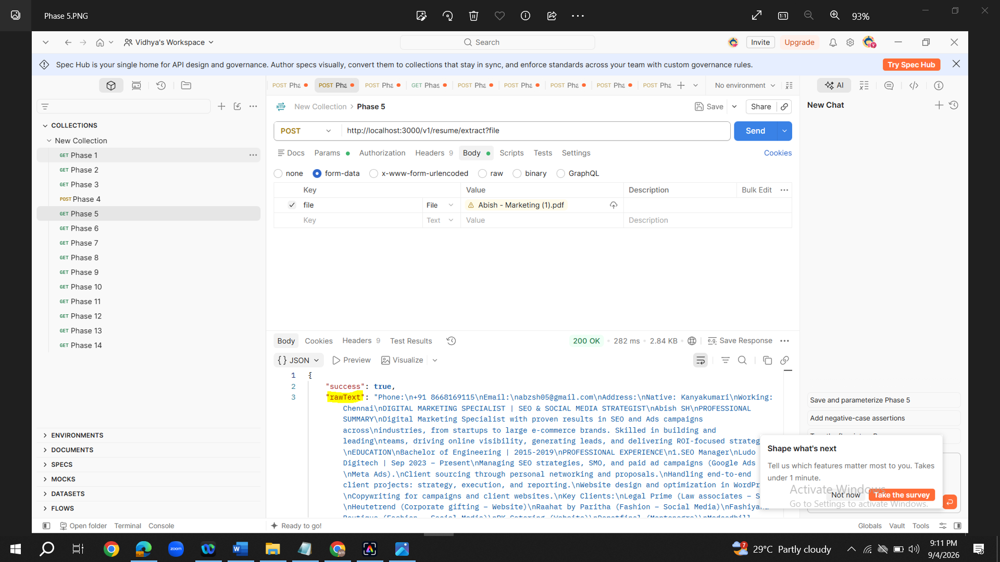 Phase 5.PNG
93%
Vidhya's Workspace
Search
Invite
Upgrade
Spec Hub is your single home for API design and governance. Author specs visually, convert them to collections that stay in sync, and enforce standards across your team with custom governance rules.
Try Spec Hub
POST Pha
POST Pha
POST Pha
GET Phas
POST Pha
POST Pha
POST Pha
POST Pha
POST Pha
No environment
AI
New Collection > Phase 5
Save
Share
New Chat
COLLECTIONS
New Collection
GET Phase 1
GET Phase 2
GET Phase 3
POST Phase 4
GET Phase 5
GET Phase 6
GET Phase 7
GET Phase 8
GET Phase 9
GET Phase 10
GET Phase 11
GET Phase 12
GET Phase 13
GET Phase 14
ENVIRONMENTS
DOCUMENTS
SPECS
MOCKS
DATASETS
FLOWS
POST
http://localhost:3000/v1/resume/extract?file
Send
Docs Params Authorization Headers 9 Body Scripts Tests Settings
Cookies
none form-data x-www-form-urlencoded raw binary GraphQL
Key Value Description Bulk Edit
file File Abish - Marketing (1).pdf
Key Text Value Description
Body Cookies Headers 9 Test Results
200 OK 282 ms 2.84 KB e.g. Save Response
{} JSON Preview Visualize
1 {
2 "success": true,
3 "rawText": "Phone:\n+91 8668169115\nEmail:\nabzsh05@gmail.com\nAddress:\nNative: Kanyakumari\nWorking:
Chennai\nDIGITAL MARKETING SPECIALIST | SEO & SOCIAL MEDIA STRATEGIST\nAbish SH\nPROFESSIONAL
SUMMARY\nDigital Marketing Specialist with proven results in SEO and Ads campaigns
across\nindustries, from startups to large e-commerce brands. Skilled in building and
leading\nteams, driving online visibility, generating leads, and delivering ROI-focused strateg
\nEDUCATION\nBachelor of Engineering | 2015-2019\nPROFESSIONAL EXPERIENCE\n1.SEO Manager\nLudo
Digitech | Sep 2023 – Present\nManaging SEO strategies, SMO, and paid ad campaigns (Google Ads
\nMeta Ads).\nClient sourcing through personal networking and proposals.\nHandling end-to-end
client projects: strategy, execution, and reporting.\nWebsite design and optimization in WordPr
\nCopywriting for campaigns and client websites.\nKey Clients:\nLegal Prime (Law associates – S
\nHeutetrend (Corporate gifting – Website)\nRaahat by Paritha (Fashion – Social Media)\nFashiyana
Save and parameterize Phase 5
Add negative-case assertions
Shape what's next
Tell us which features matter most to you. Takes
under 1 minute.
Not now
Take the survey
Activate Windows
Go to Settings to activate Windows.
Open folder Terminal Console
Ready to go!
Globals Vault Tools
zoom
7
29°C Partly cloudy
9:11 PM
9/4/2026